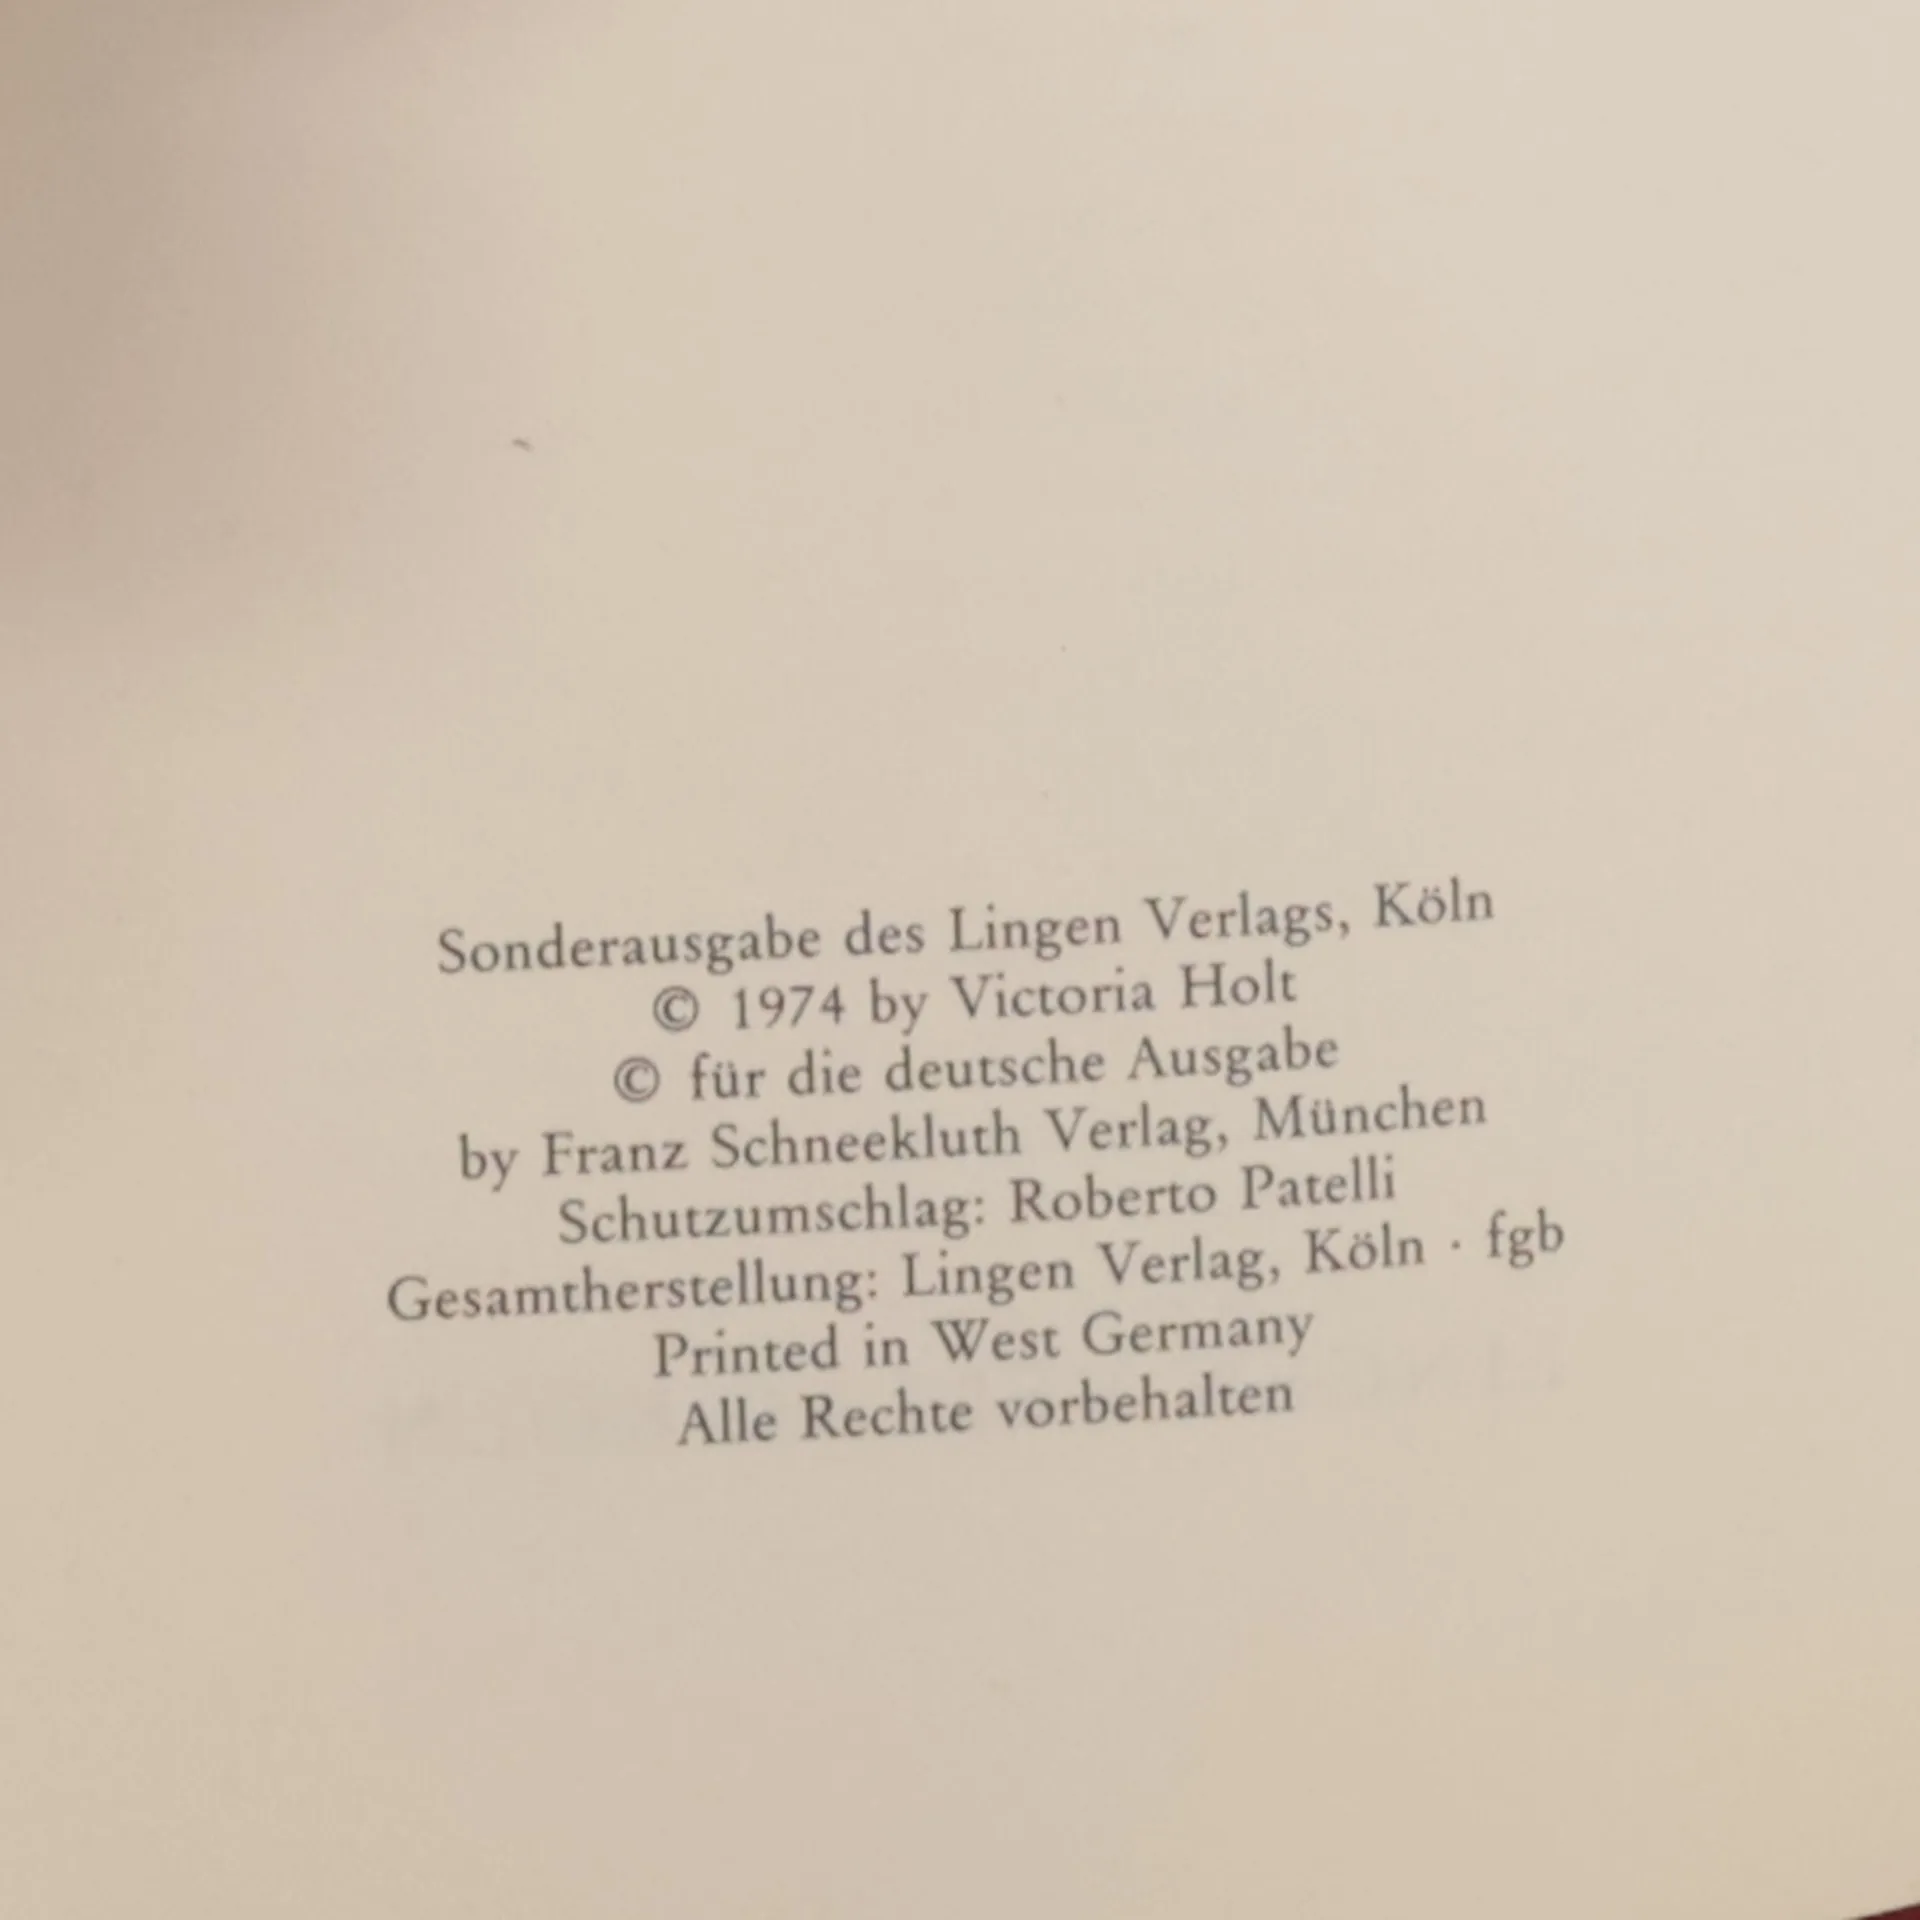 Sonderausgabe des Lingen Verlags, Köln
© 1974 by Victoria Holt
© für die deutsche Ausgabe
by Franz Schneekluth Verlag, München
Schutzumschlag: Roberto Patelli
Gesamtherstellung: Lingen Verlag, Köln · fgb
Printed in West Germany
Alle Rechte vorbehalten